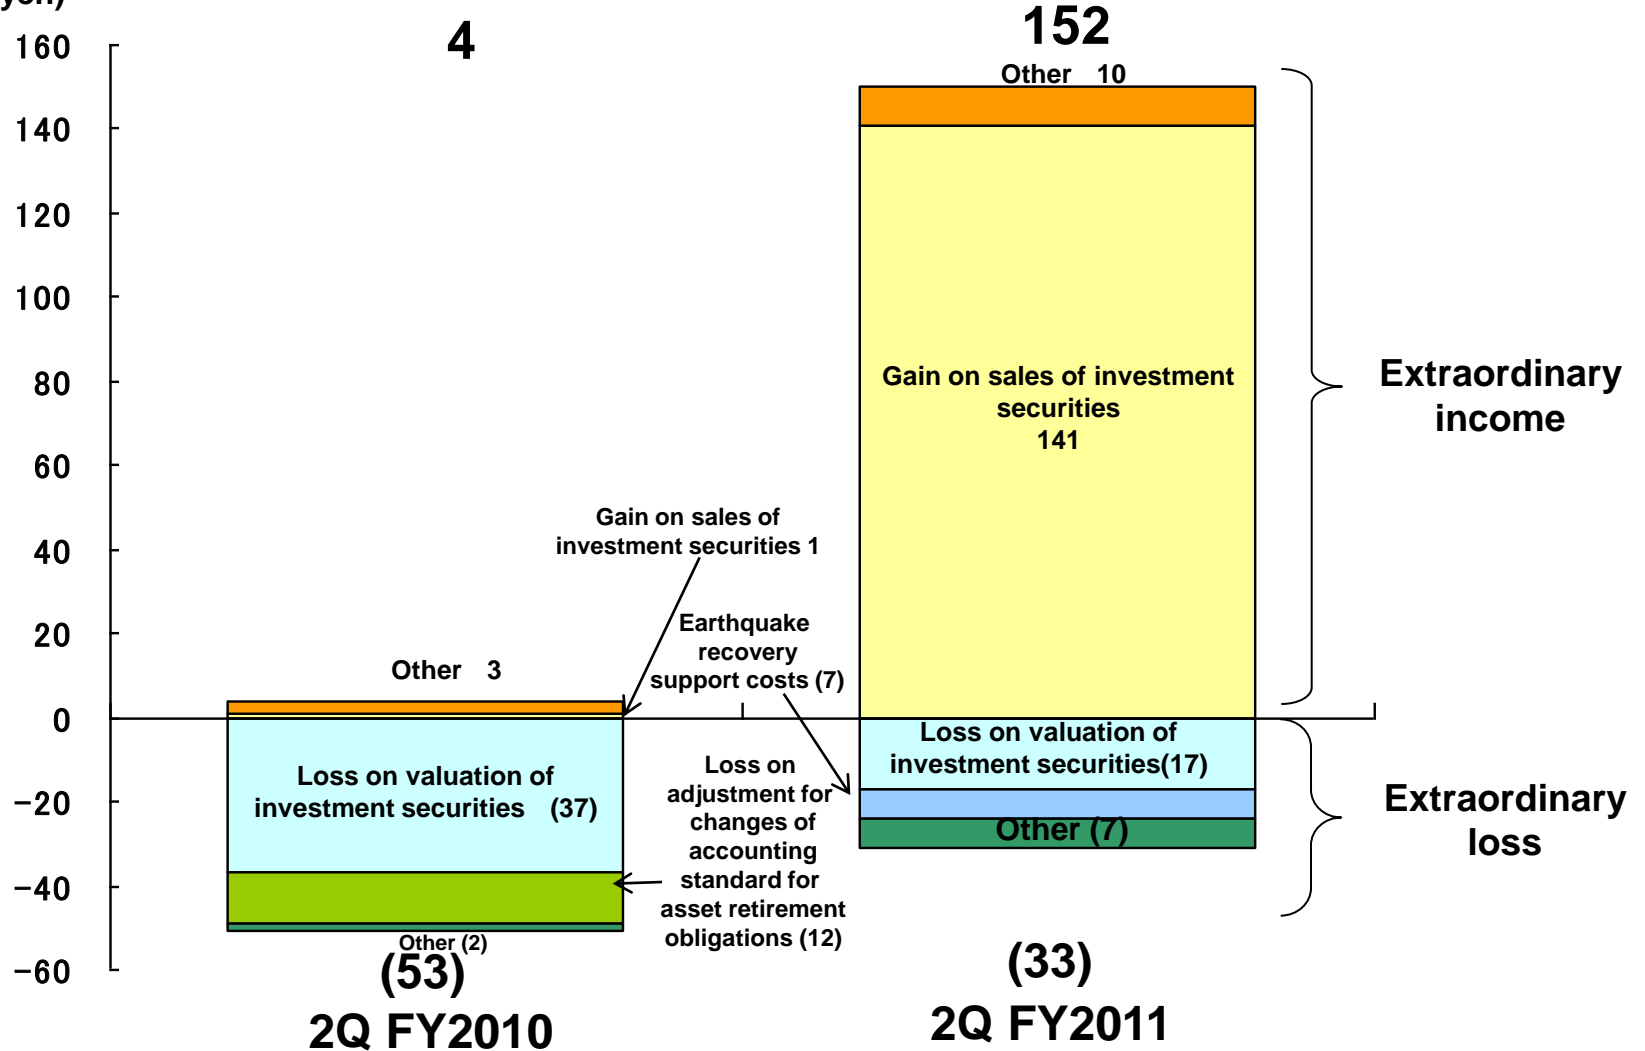 yen)
4
152
160
140
120
100
80
60
40
20
0
-20
-40
-60
Other 10
Gain on sales of investment
securities
141
Extraordinary
income
Gain on sales of
investment securities 1
Earthquake
recovery
support costs (7)
Other 3
Loss on valuation of
investment securities (37)
Loss on
adjustment for
changes of
accounting
standard for
asset retirement
obligations (12)
Loss on valuation of
investment securities(17)
Other (7)
Extraordinary
loss
Other (2)
(53)
(33)
2Q FY2010
2Q FY2011